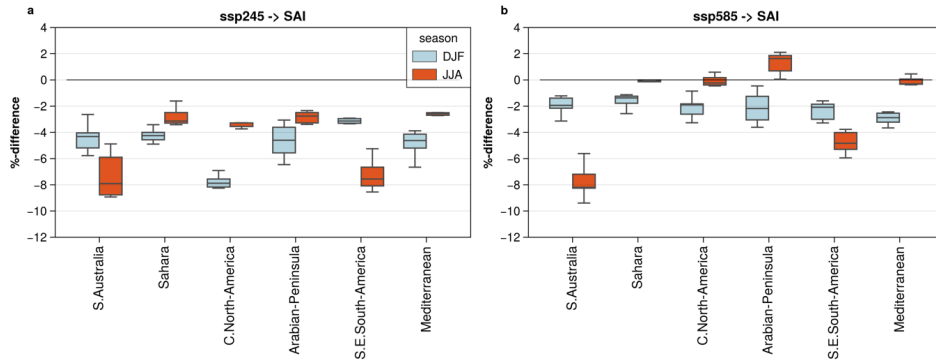 a
ssp245 -> SAI
season
DJF
JJA
%-difference
4
2
0
−2
−4
−6
−8
−10
−12
S.Australia
Sahara
C.North-America
Arabian-Peninsula
S.E.South-America
Mediterranean
b
ssp585 -> SAI
%-difference
4
2
0
−2
−4
−6
−8
−10
−12
S.Australia
Sahara
C.North-America
Arabian-Peninsula
S.E.South-America
Mediterranean